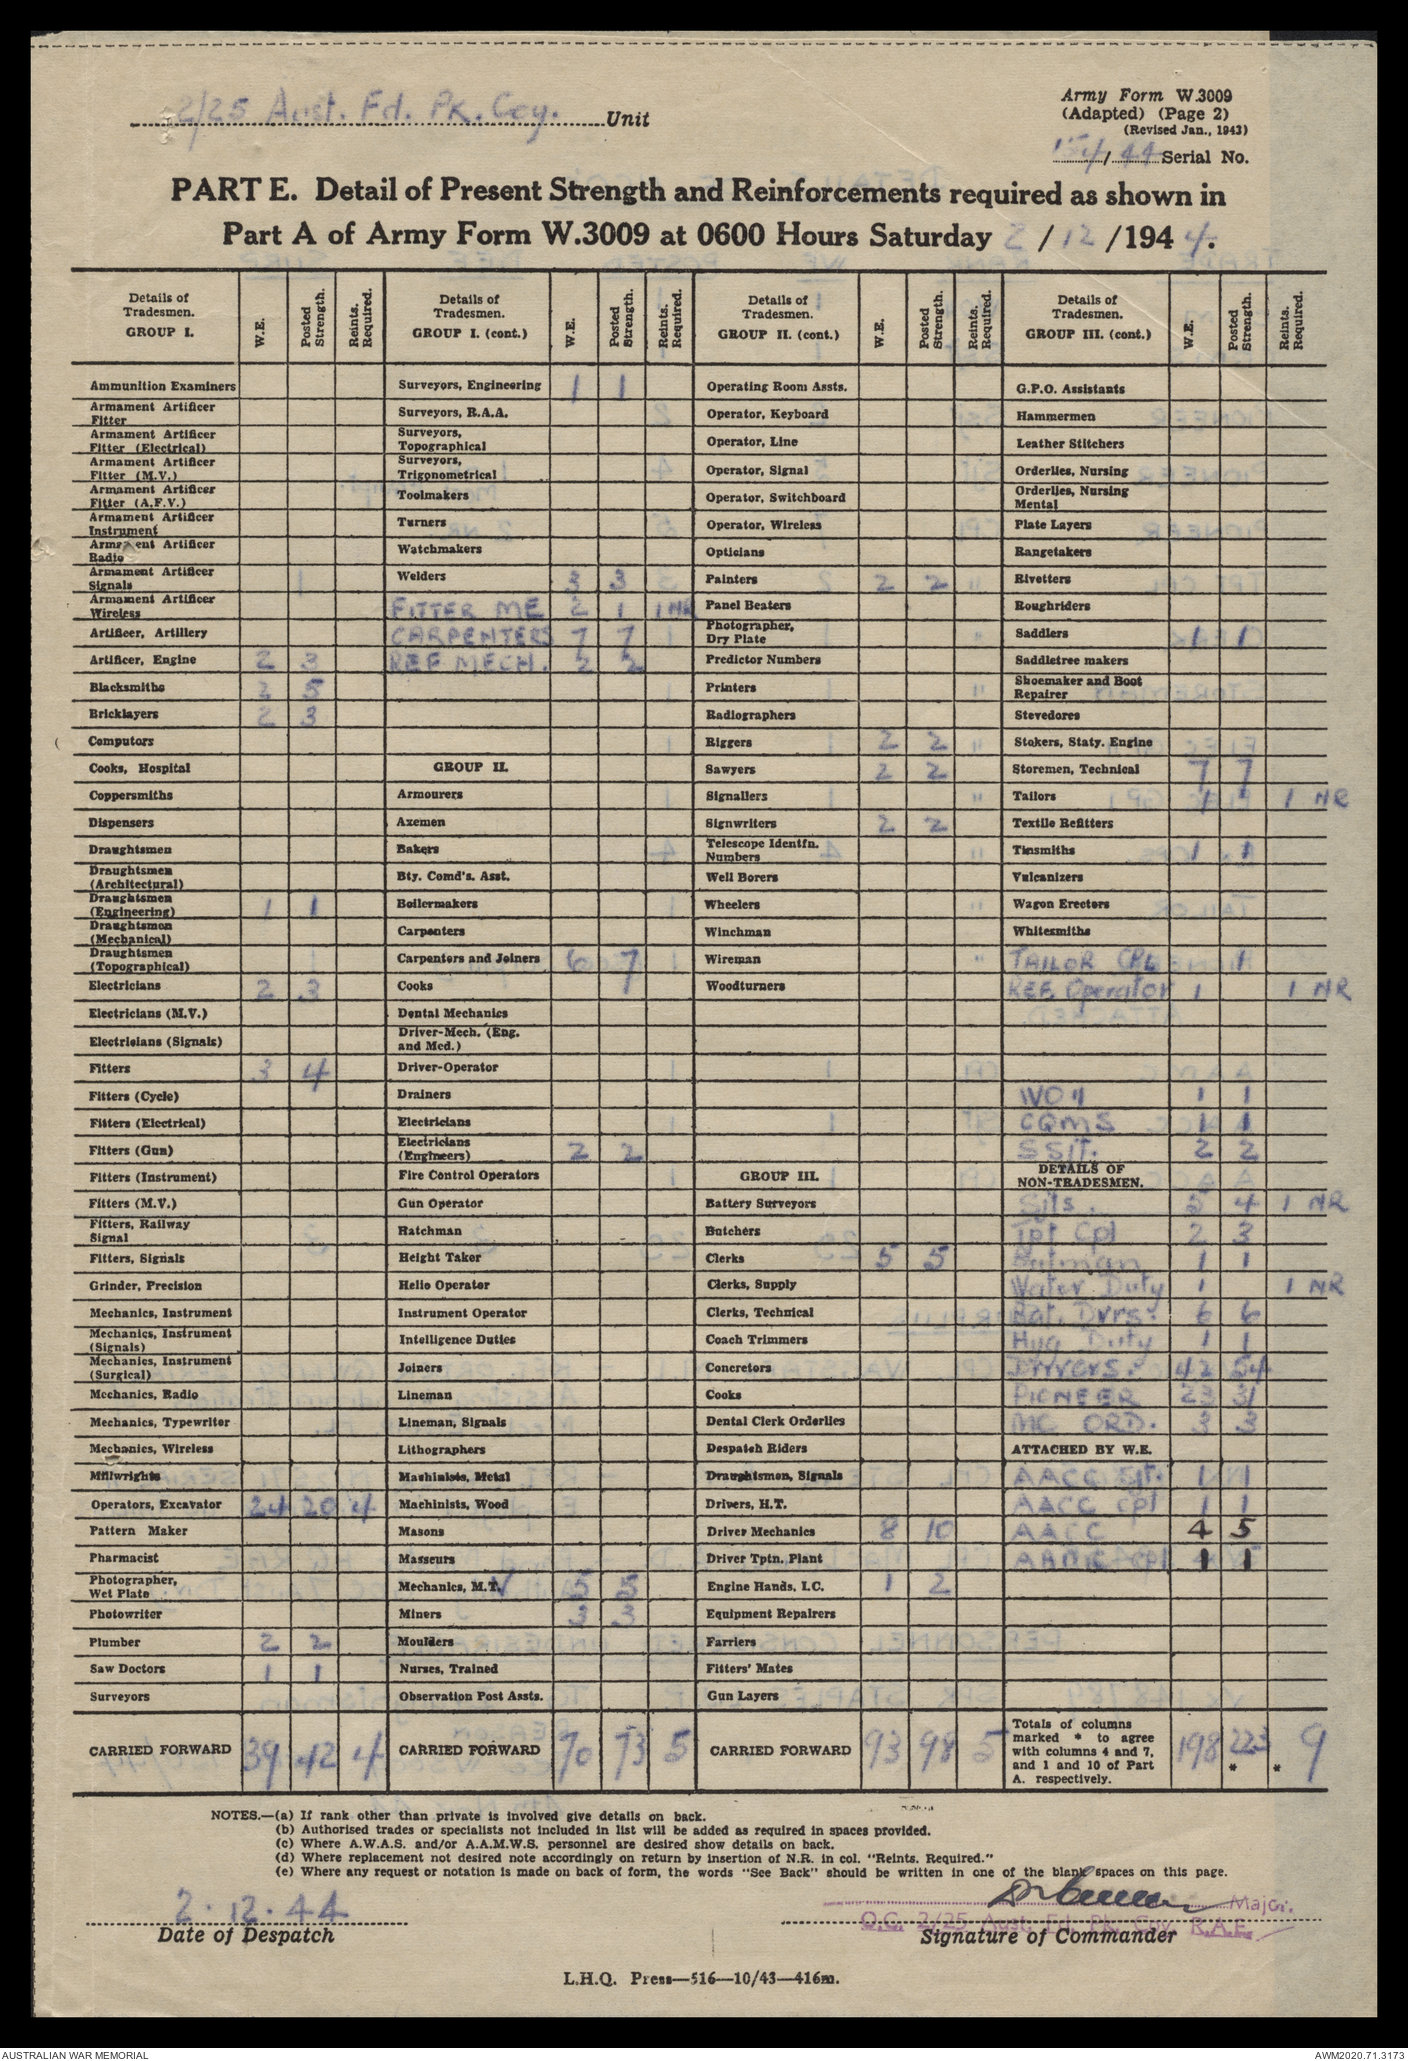 2/25 Aust. Fd. Pk. Coy. Unit
Army Form W.3009
(Adapted) (Page 2)
(Revised Jan., 1943)
154/44 Serial No.
PART E. Detail of Present Strength and Reinforcements required as shown in
Part A of Army Form W.3009 at 0600 Hours Saturday 2/12/1944.
Details of Tradesmen. GROUP I. W.E. Posted Strength. Reints. Required.
Ammunition Examiners
Armament Artificer Fitter
Armament Artificer Fitter (Electrical)
Armament Artificer Fitter (M.V.)
Armament Artificer Fitter (A.F.V.)
Armament Artificer Instrument
Armament Artificer Radio
Armament Artificer Signals
Armament Artificer Wireless
Artificer, Artillery
Artificer, Engine 2 3
Blacksmiths 2 5
Bricklayers 2 3
Computors
Cooks, Hospital
Coppersmiths
Dispensers
Draughtsmen
Draughtsmen (Architectural)
Draughtsmen (Engineering) 1 1
Draughtsmen (Mechanical)
Draughtsmen (Topographical)
Electricians 2 3
Electricians (M.V.)
Electricians (Signals)
Fitters 3 4
Fitters (Cycle)
Fitters (Electrical)
Fitters (Gun)
Fitters (Instrument)
Fitters (M.V.)
Fitters, Railway Signal
Fitters, Signals
Grinder, Precision
Mechanics, Instrument
Mechanics, Instrument (Signals)
Mechanics, Instrument (Surgical)
Mechanics, Radio
Mechanics, Typewriter
Mechanics, Wireless
Millwrights
Operators, Excavator 24 20 4
Pattern Maker
Pharmacist
Photographer, Wet Plate
Photowriter
Plumber 2 2
Saw Doctors 1 1
Surveyors
CARRIED FORWARD 39 42 4
Details of Tradesmen. GROUP I. (cont.) W.E. Posted Strength. Reints. Required.
Surveyors, Engineering 1 1
Surveyors, R.A.A.
Surveyors, Topographical
Surveyors, Trigonometrical
Toolmakers
Turners
Watchmakers
Welders 3 3
FITTER ME 2 1 1 NR
CARPENTERS 7 7
REF MECH. 2 2
GROUP II.
Armourers
Axemen
Bakers
Bty. Comd's. Asst.
Boilermakers
Carpenters
Carpenters and Joiners 6 7
Cooks
Dental Mechanics
Driver-Mech. (Eng. and Med.)
Driver-Operator
Drainers
Electricians
Electricians (Engineers) 2 2
Fire Control Operators
Gun Operator
Hatchman
Height Taker
Helio Operator
Instrument Operator
Intelligence Duties
Joiners
Lineman
Lineman, Signals
Lithographers
Machinists, Metal
Machinists, Wood
Masons
Masseurs
Mechanics, M.T. 5 5
Miners 3 3
Moulders
Nurses, Trained
Observation Post Assts.
CARRIED FORWARD 70 73 5
Details of Tradesmen. GROUP II. (cont.) W.E. Posted Strength. Reints. Required.
Operating Room Assts.
Operator, Keyboard
Operator, Line
Operator, Signal
Operator, Switchboard
Operator, Wireless
Opticians
Painters 2 2
Panel Beaters
Photographer, Dry Plate
Predictor Numbers
Printers
Radiographers
Riggers 2 2
Sawyers 2 2
Signallers
Signwriters 2 2
Telescope Identfn. Numbers
Well Borers
Wheelers
Winchman
Wireman
Woodturners
GROUP III.
Battery Surveyors
Butchers
Clerks 5 5
Clerks, Supply
Clerks, Technical
Coach Trimmers
Concretors
Cooks
Dental Clerk Orderlies
Despatch Riders
Draughtsmen, Signals
Drivers, H.T.
Driver Mechanics 8 10
Driver Tptn. Plant
Engine Hands, I.C. 1 2
Equipment Repairers
Farriers
Fitters' Mates
Gun Layers
CARRIED FORWARD 93 98 5
Details of Tradesmen. GROUP III. (cont.) W.E. Posted Strength. Reints. Required.
G.P.O. Assistants
Hammermen
Leather Stitchers
Orderlies, Nursing
Orderlies, Nursing Mental
Plate Layers
Rangetakers
Rivetters
Roughriders
Saddlers 1 1
Saddletree makers
Shoemaker and Boot Repairer
Stevedores
Stokers, Staty. Engine
Storemen, Technical 7 7
Tailors 1 1 NR
Textile Refitters
Tinsmiths 1 1
Vulcanizers
Wagon Erectors
Whitesmiths
TAILOR CPL 1
REF. Operator 1 1 NR
WO II 1 1
CQMS 1 1
SSJT. 2 2
DETAILS OF NON-TRADESMEN.
Sjts. 5 4 1 NR
Tpt Cpl 2 3
Batman 1 1
Water Duty 1 1 NR
Bat. Dvrs. 6 6
Hyg Duty 1 1
DRIVERS. 42 54
PIONEER 23 31
MC ORD. 3 3
ATTACHED BY W.E.
AACC Sjt. 1 1
AACC cpl 1 1
AACC 4 5
AAMC cpl 1 1
Totals of columns marked * to agree with columns 4 and 7, and 1 and 10 of Part A. respectively. 198 223 * * 9
NOTES.—(a) If rank other than private is involved give details on back.
(b) Authorised trades or specialists not included in list will be added as required in spaces provided.
(c) Where A.W.A.S. and/or A.A.M.W.S. personnel are desired show details on back.
(d) Where replacement not desired note accordingly on return by insertion of N.R. in col. "Reints. Required."
(e) Where any request or notation is made on back of form, the words "See Back" should be written in one of the blank spaces on this page.
2.12.44
Date of Despatch
Major.
O.C. 2/25 Aust. Fd. Pk. Coy. R.A.E.
Signature of Commander
L.H.Q. Press—516—10/43—416m.
AUSTRALIAN WAR MEMORIAL
AWM2020.71.3173